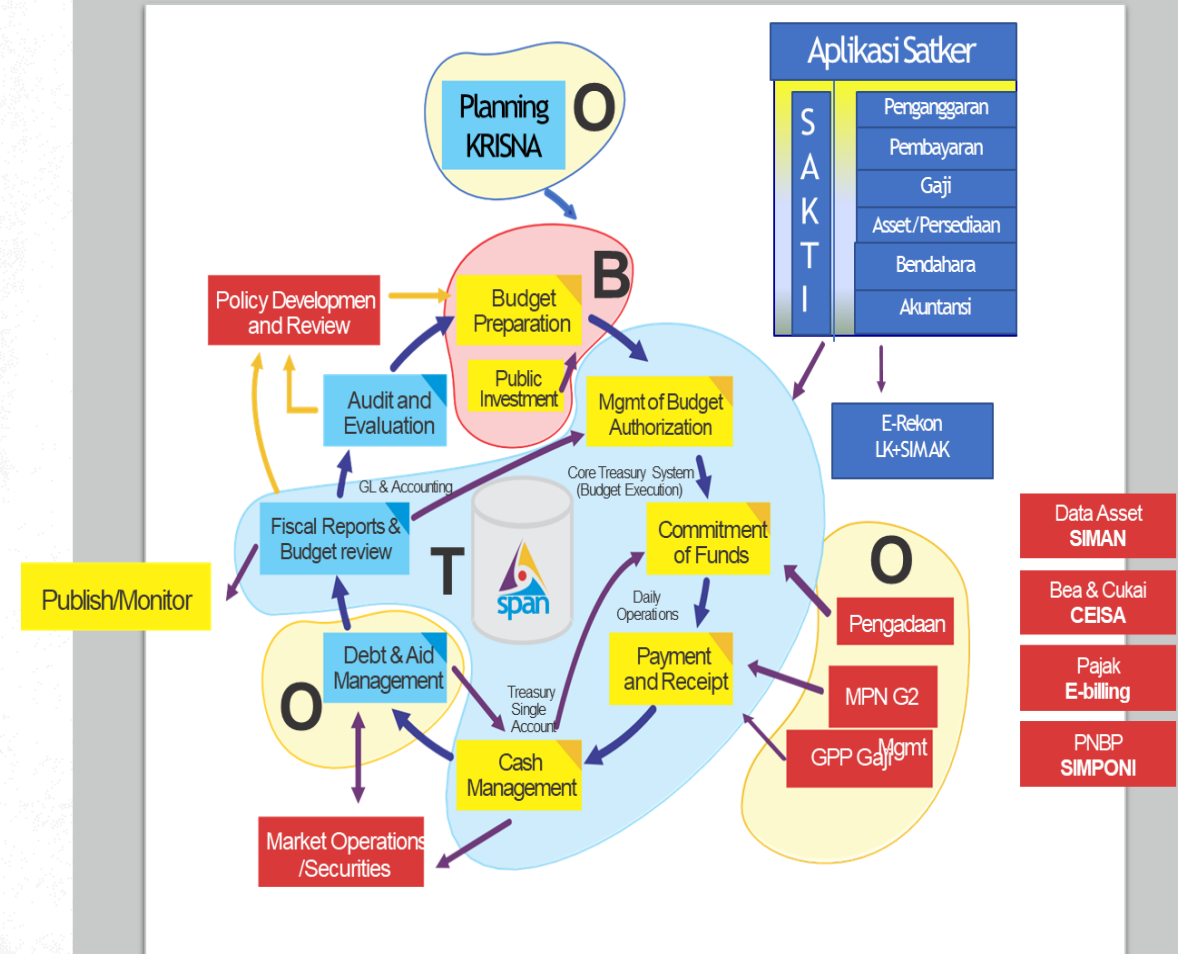 Aplikasi Satker
Planning
KRISNA
O
S
A
K
T
I
Penganggaran
Pembayaran
Gaji
Asset/Persediaan
Bendahara
Akuntansi
B
Policy Developmen
and Review
Budget
Preparation
Public
Investment
Audit and
Evaluation
Mgmt of Budget
Authorization
E-Rekon
LK+SIMAK
GL & Accounting
Core Treasury System
(Budget Execution)
Fiscal Reports &
Budget review
T
span
Commitment
of Funds
O
Data Asset
SIMAN
Bea & Cukai
CEISA
Pajak
E-billing
PNBP
SIMPONI
Publish/Monitor
Daily
Operations
Pengadaan
Debt & Aid
Management
O
Payment
and Receipt
MPN G2
Treasury
Single
Account
GPP Gaji
Mgmt
Cash
Management
Market Operations
/Securities